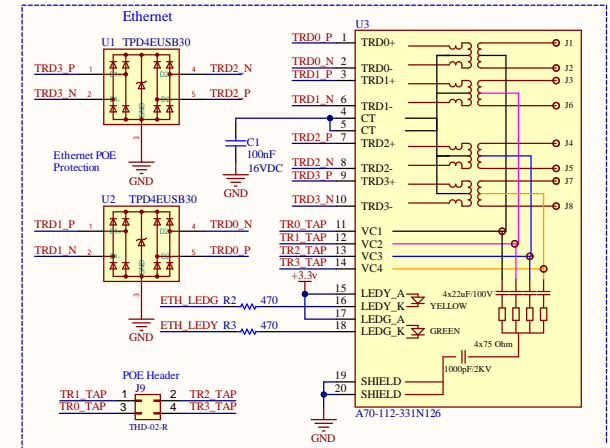 Ethernet
U1 TPD4EUSB30
TRD3_P 1 4 TRD2_N
TRD3_N 2 5 TRD2_P
D1+
D2-
GND
3
GND
Ethernet POE
Protection
U2 TPD4EUSB30
TRD1_P 1 4 TRD0_N
TRD1_N 2 5 TRD0_P
GND
3
GND
C1
100nF
16VDC
GND
ETH_LEDG R2 470
ETH_LEDY R3 470
+3.3v
POE Header
J9
TR1_TAP 1 2 TR2_TAP
TR0_TAP 3 4 TR3_TAP
THD-02-R
U3
TRD0_P 1 TRD0+ J1
TRD0_N 2 TRD0- J2
TRD1_P 3 TRD1+ J3
TRD1_N 6 TRD1- J6
4 CT
5 CT
TRD2_P 7 TRD2+ J4
TRD2_N 8 TRD2- J5
TRD3_P 9 TRD3+ J7
TRD3_N 10 TRD3- J8
TR0_TAP 11 VC1
TR1_TAP 12 VC2
TR2_TAP 13 VC3
TR3_TAP 14 VC4
15 LEDY_A
16 LEDY_K YELLOW
17 LEDG_A
18 LEDG_K GREEN
4x22uF/100V
4x75 Ohm
1000pF/2KV
19 SHIELD
20 SHIELD
A70-112-331N126
GND